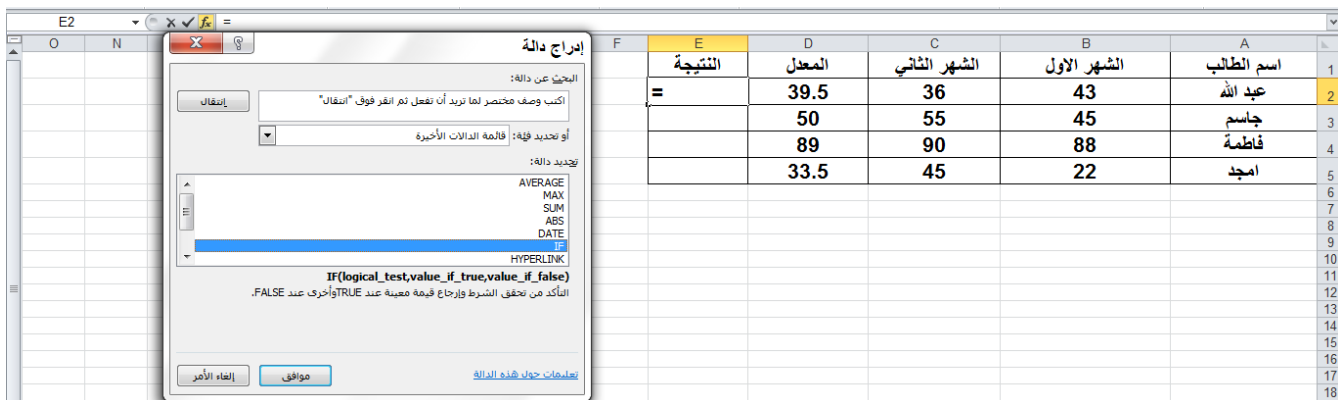 E2 fx =
O N F E D C B A
النتيجة المعدل الشهر الثاني الشهر الاول اسم الطالب 1
= 39.5 36 43 عبد الله 2
50 55 45 جاسم 3
89 90 88 فاطمة 4
33.5 45 22 امجد 5
6
7
8
9
10
11
12
13
14
15
16
17
18
إدراج دالة
البحث عن دالة:
اكتب وصف مختصر لما تريد أن تفعل ثم انقر فوق "انتقال"
إنتقال
أو تحديد فئة: قائمة الدالات الأخيرة
تحديد دالة:
AVERAGE
MAX
SUM
ABS
DATE
IF
HYPERLINK
IF(logical_test,value_if_true,value_if_false)
التأكد من تحقق الشرط وإرجاع قيمة معينة عند TRUEوأخرى عند FALSE.
تعليمات حول هذه الدالة
موافق
إلغاء الأمر